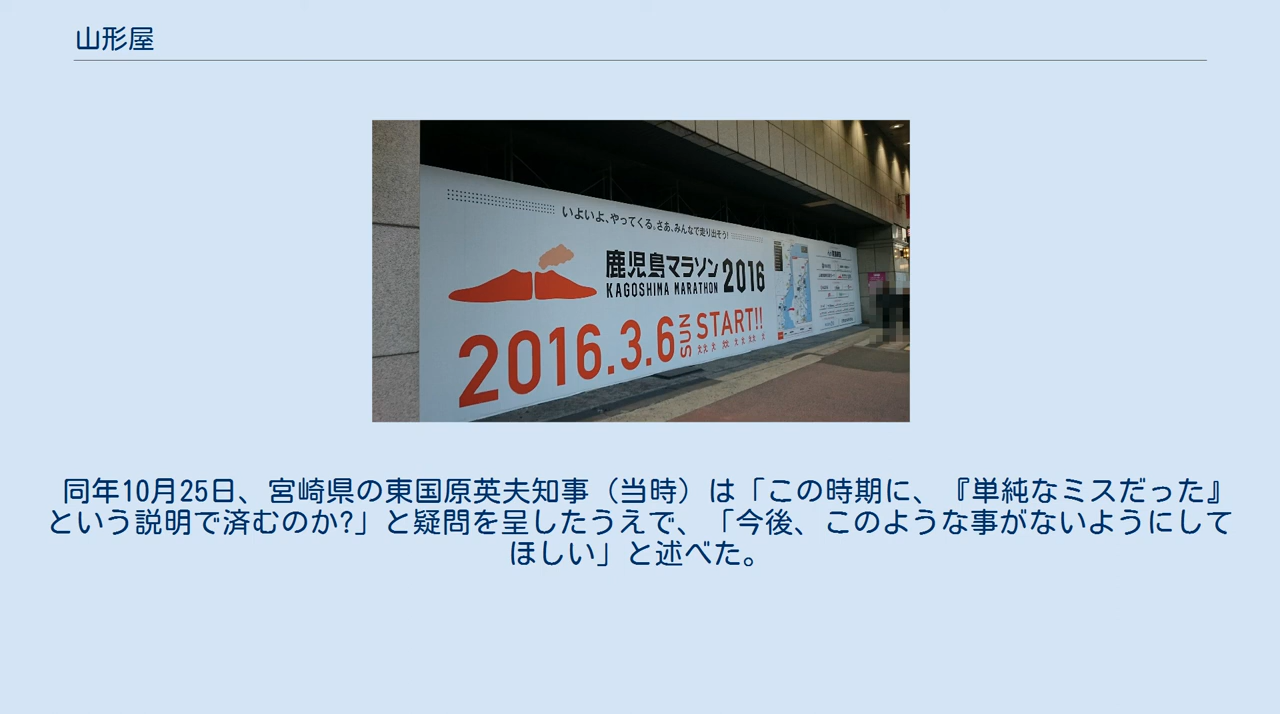 山形屋
いよいよ、やってくる。さあ、みんなで走り出そう!
鹿児島マラソン 2016
KAGOSHIMA MARATHON
2016.3.6 SUN START!!
同年10月25日、宮崎県の東国原英夫知事（当時）は「この時期に、『単純なミスだった』
という説明で済むのか?」と疑問を呈したうえで、「今後、このような事がないようにして
ほしい」と述べた。